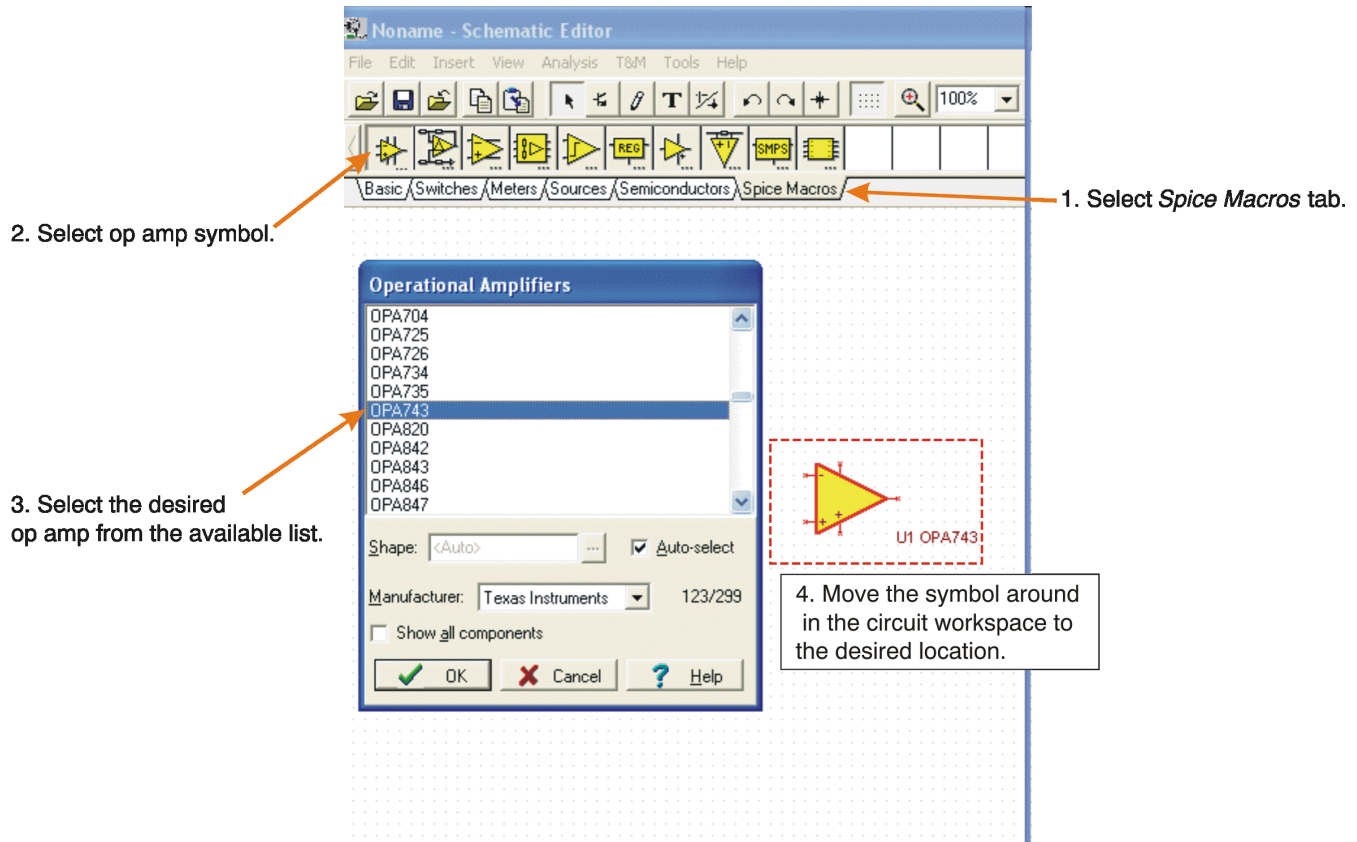 Noname - Schematic Editor
File Edit Insert View Analysis T&M Tools Help
T 100%
REG +1 SMPS
Basic Switches Meters Sources Semiconductors Spice Macros
1. Select Spice Macros tab.
2. Select op amp symbol.
Operational Amplifiers
OPA704
OPA725
OPA726
OPA734
OPA735
OPA743
OPA820
OPA842
OPA843
OPA846
OPA847
3. Select the desired
op amp from the available list.
Shape: <Auto> ... Auto-select
Manufacturer: Texas Instruments 123/299
Show all components
OK Cancel ? Help
U1 OPA743
4. Move the symbol around
in the circuit workspace to
the desired location.